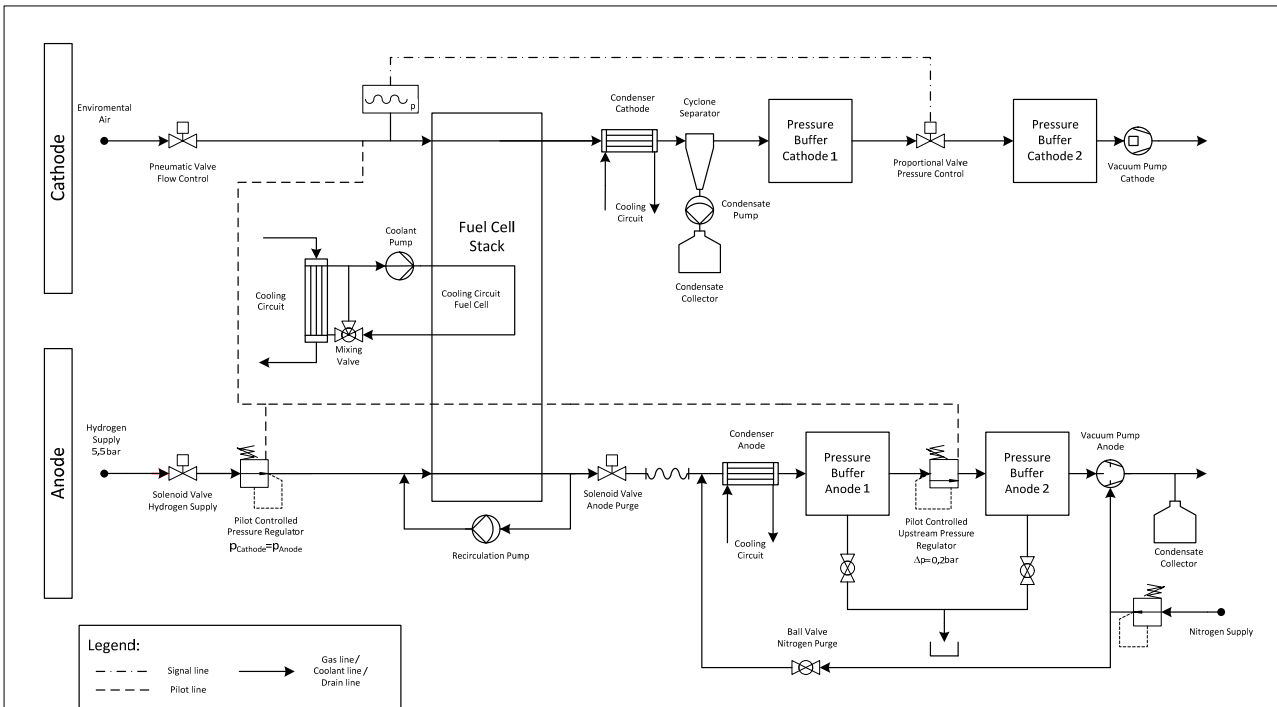 Cathode
Enviromental
Air
Pneumatic Valve
Flow Control
p
Condenser
Cathode
Cooling
Circuit
Cyclone
Separator
Condensate
Pump
Condensate
Collector
Pressure
Buffer
Cathode 1
Proportional Valve
Pressure Control
Pressure
Buffer
Cathode 2
Vacuum Pump
Cathode
Fuel Cell
Stack
Coolant
Pump
Cooling
Circuit
Cooling Circuit
Fuel Cell
Mixing
Valve
Anode
Hydrogen
Supply
5,5bar
Solenoid Valve
Hydrogen Supply
Pilot Controlled
Pressure Regulator
pCathode=pAnode
Recirculation Pump
Solenoid Valve
Anode Purge
Condenser
Anode
Cooling
Circuit
Pressure
Buffer
Anode 1
Pilot Controlled
Upstream Pressure
Regulator
Δp=0,2bar
Pressure
Buffer
Anode 2
Vacuum Pump
Anode
Condensate
Collector
Nitrogen Supply
Ball Valve
Nitrogen Purge
Legend:
Signal line
Pilot line
Gas line/
Coolant line/
Drain line